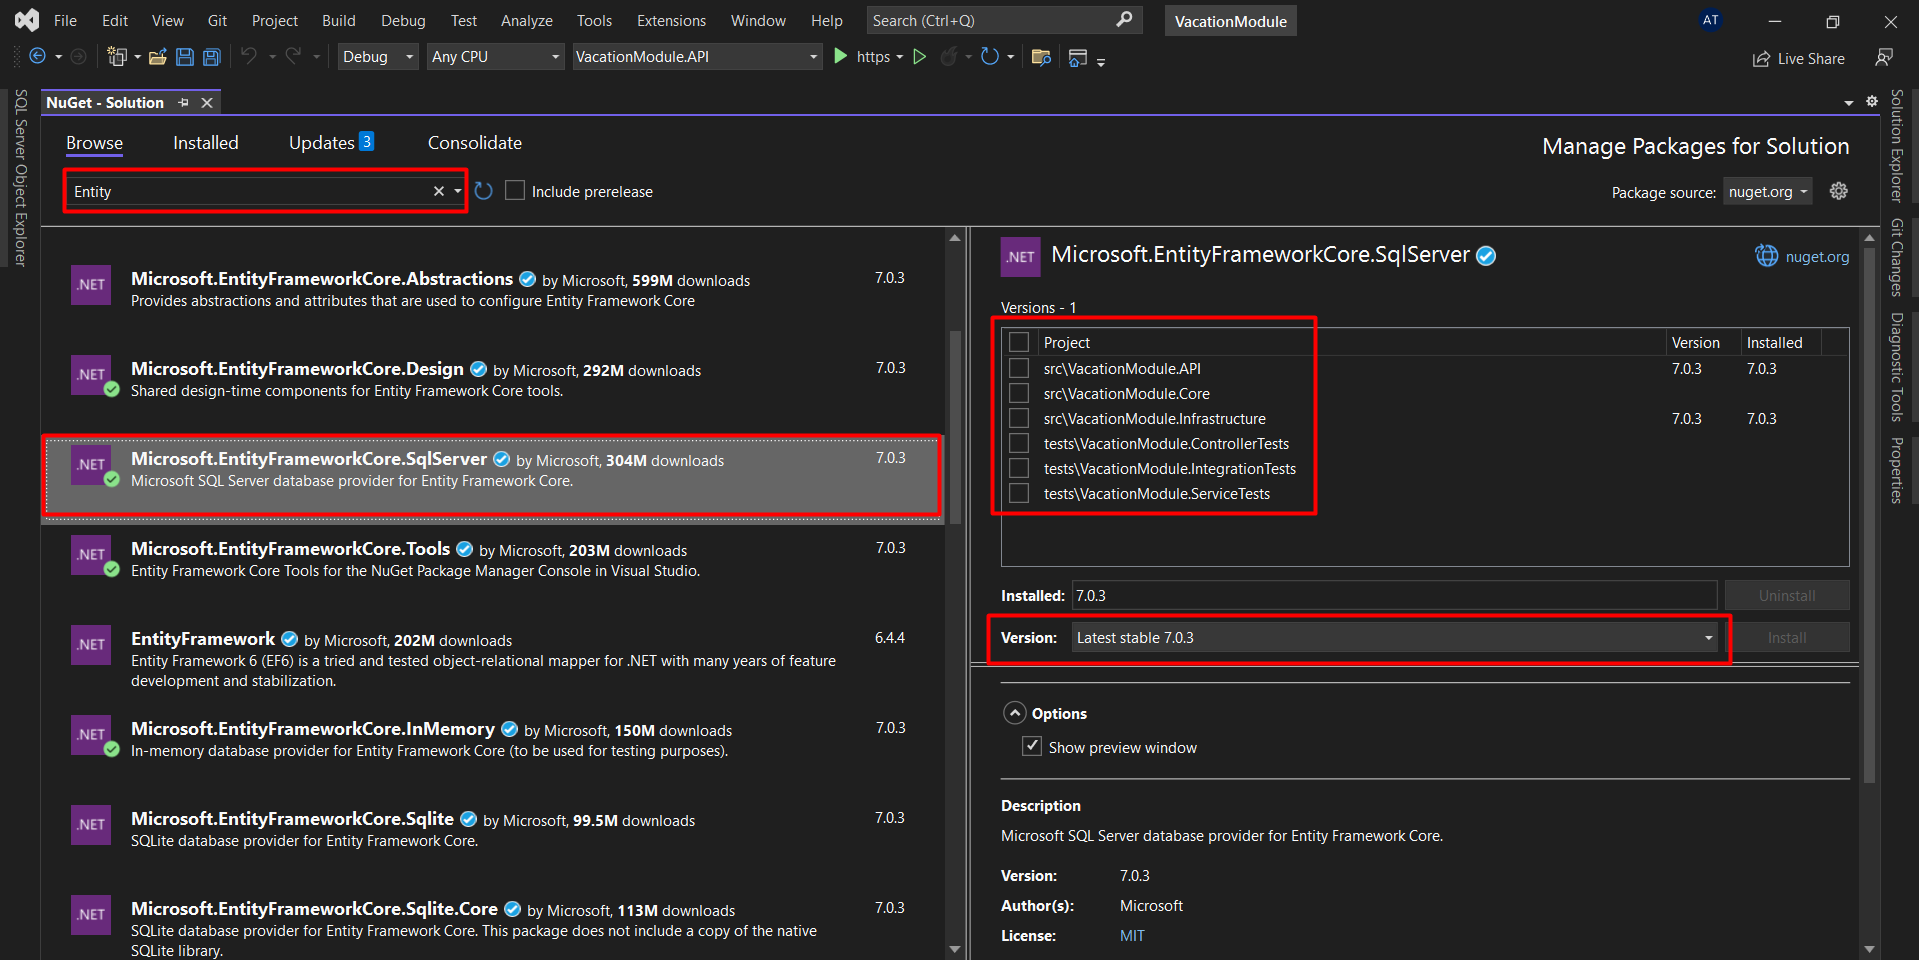 File Edit View Git Project Build Debug Test Analyze Tools Extensions Window Help Search (Ctrl+Q) VacationModule AT
Debug Any CPU VacationModule.API https Live Share
SQL Server Object Explorer
NuGet - Solution
Browse Installed Updates 3 Consolidate
Manage Packages for Solution
Entity Include prerelease
Package source: nuget.org
.NET Microsoft.EntityFrameworkCore.Abstractions by Microsoft, 599M downloads 7.0.3
Provides abstractions and attributes that are used to configure Entity Framework Core
.NET Microsoft.EntityFrameworkCore.Design by Microsoft, 292M downloads 7.0.3
Shared design-time components for Entity Framework Core tools.
.NET Microsoft.EntityFrameworkCore.SqlServer by Microsoft, 304M downloads 7.0.3
Microsoft SQL Server database provider for Entity Framework Core.
.NET Microsoft.EntityFrameworkCore.Tools by Microsoft, 203M downloads 7.0.3
Entity Framework Core Tools for the NuGet Package Manager Console in Visual Studio.
.NET EntityFramework by Microsoft, 202M downloads 6.4.4
Entity Framework 6 (EF6) is a tried and tested object-relational mapper for .NET with many years of feature
development and stabilization.
.NET Microsoft.EntityFrameworkCore.InMemory by Microsoft, 150M downloads 7.0.3
In-memory database provider for Entity Framework Core (to be used for testing purposes).
.NET Microsoft.EntityFrameworkCore.Sqlite by Microsoft, 99.5M downloads 7.0.3
SQLite database provider for Entity Framework Core.
.NET Microsoft.EntityFrameworkCore.Sqlite.Core by Microsoft, 113M downloads 7.0.3
SQLite database provider for Entity Framework Core. This package does not include a copy of the native
SQLite library.
.NET Microsoft.EntityFrameworkCore.SqlServer nuget.org
Versions - 1
Project Version Installed
src\VacationModule.API 7.0.3 7.0.3
src\VacationModule.Core
src\VacationModule.Infrastructure 7.0.3 7.0.3
tests\VacationModule.ControllerTests
tests\VacationModule.IntegrationTests
tests\VacationModule.ServiceTests
Installed: 7.0.3 Uninstall
Version: Latest stable 7.0.3 Install
Options
Show preview window
Description
Microsoft SQL Server database provider for Entity Framework Core.
Version: 7.0.3
Author(s): Microsoft
License: MIT
Solution Explorer
Git Changes
Diagnostic Tools
Properties